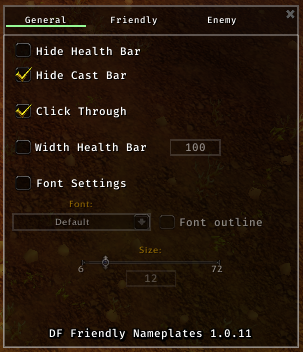 General Friendly Enemy
Hide Health Bar
Hide Cast Bar
Click Through
Width Health Bar 100
Font Settings
Font:
Default Font outline
Size:
6 72
12
DF Friendly Nameplates 1.0.11